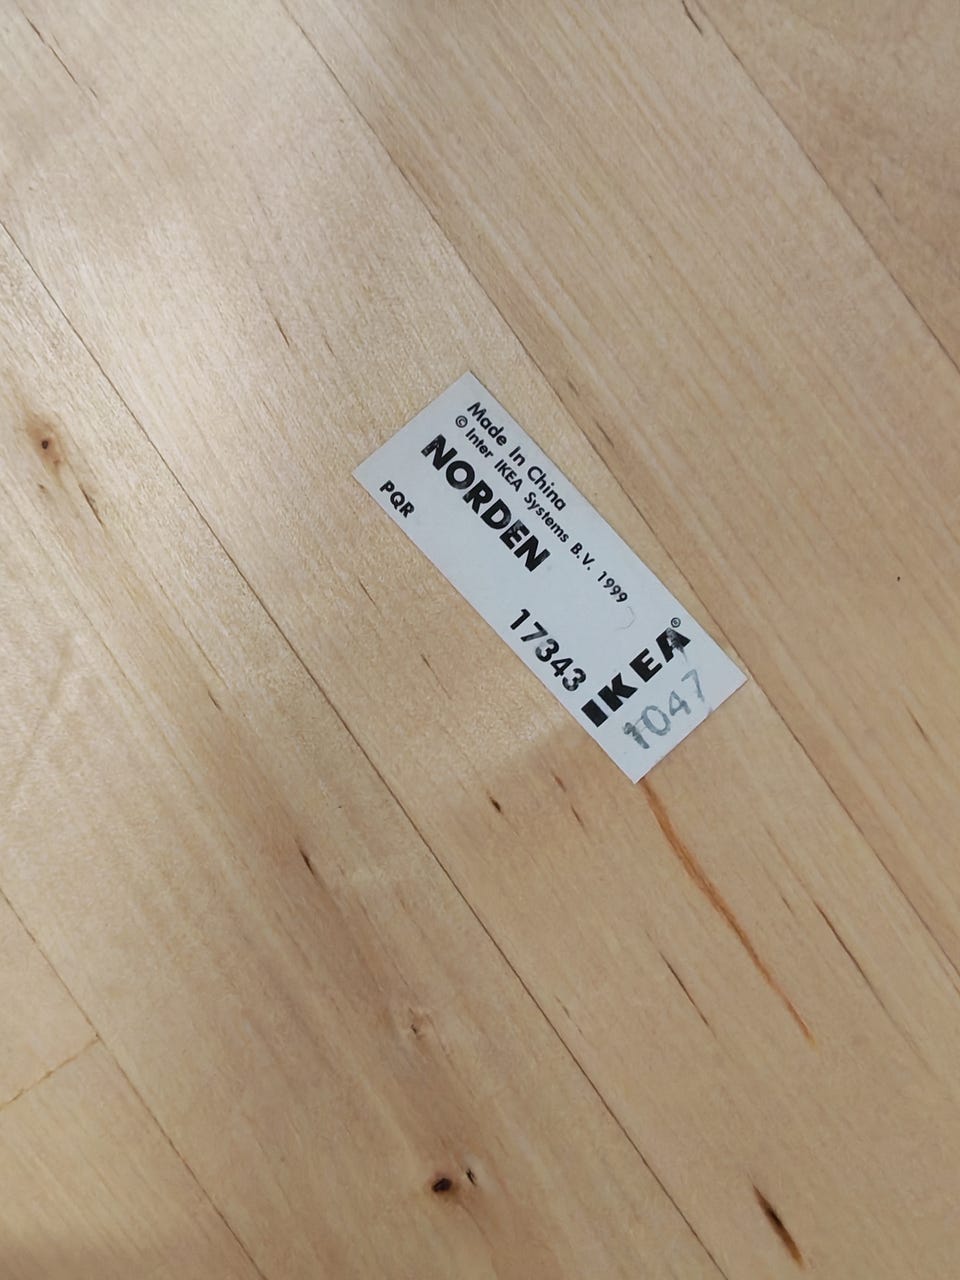 Made In China
© Inter IKEA Systems B.V. 1999
NORDEN
PQR
17343
IKEA®
1047